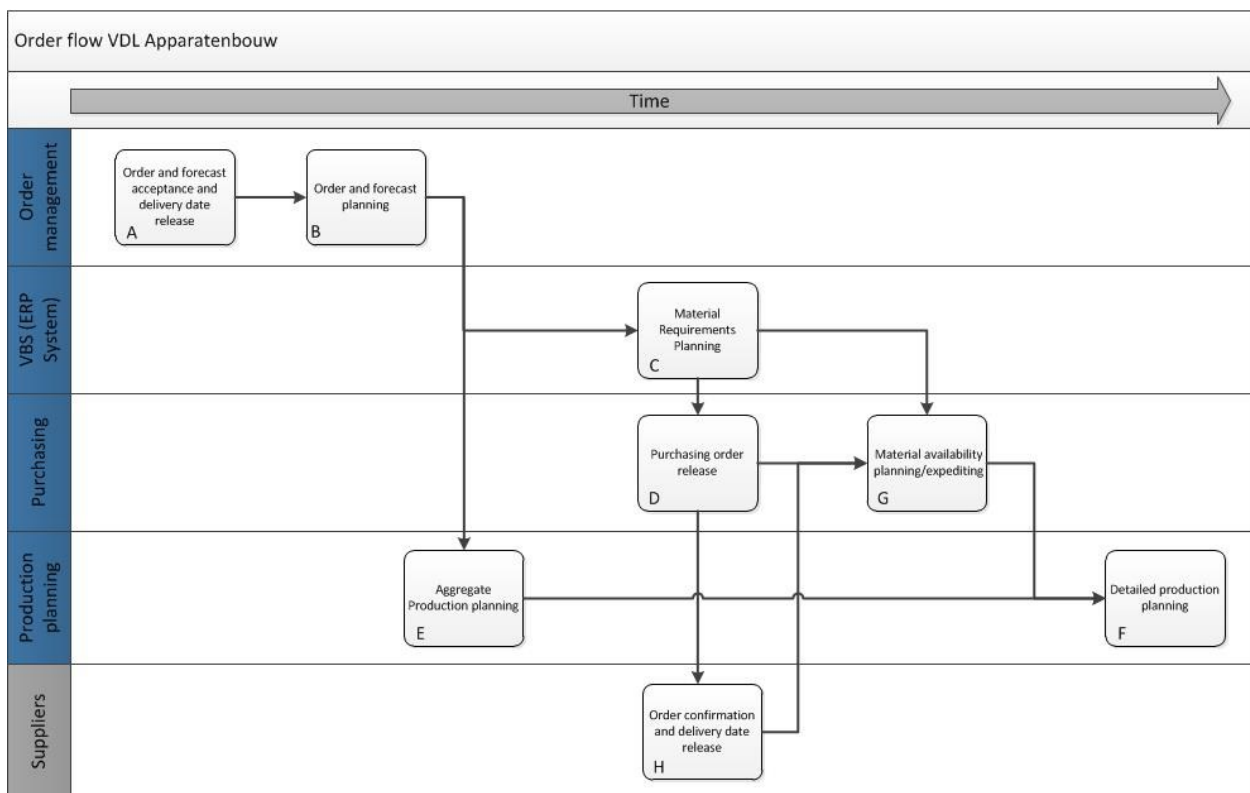 Order flow VDL Apparatenbouw
Time
Order
management
Order and forecast
acceptance and
delivery date
release
A
Order and forecast
planning
B
VBS (ERP
System)
Material
Requirements
Planning
C
Purchasing
Purchasing order
release
D
Material availability
planning/expediting
G
Production
planning
Aggregate
Production planning
E
Detailed production
planning
F
Suppliers
Order confirmation
and delivery date
release
H